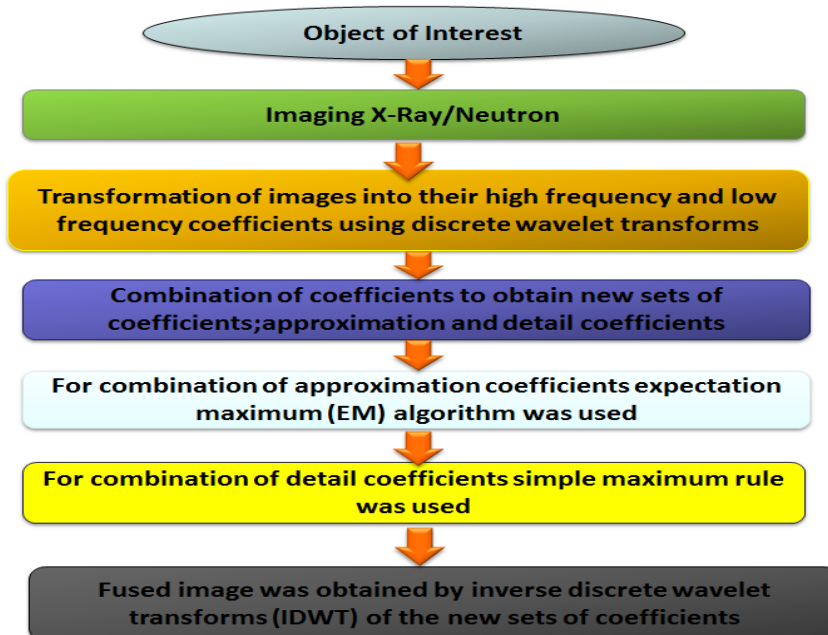 Object of Interest
Imaging X-Ray/Neutron
Transformation of images into their high frequency and low
frequency coefficients using discrete wavelet transforms
Combination of coefficients to obtain new sets of
coefficients;approximation and detail coefficients
For combination of approximation coefficients expectation
maximum (EM) algorithm was used
For combination of detail coefficients simple maximum rule
was used
Fused image was obtained by inverse discrete wavelet
transforms (IDWT) of the new sets of coefficients